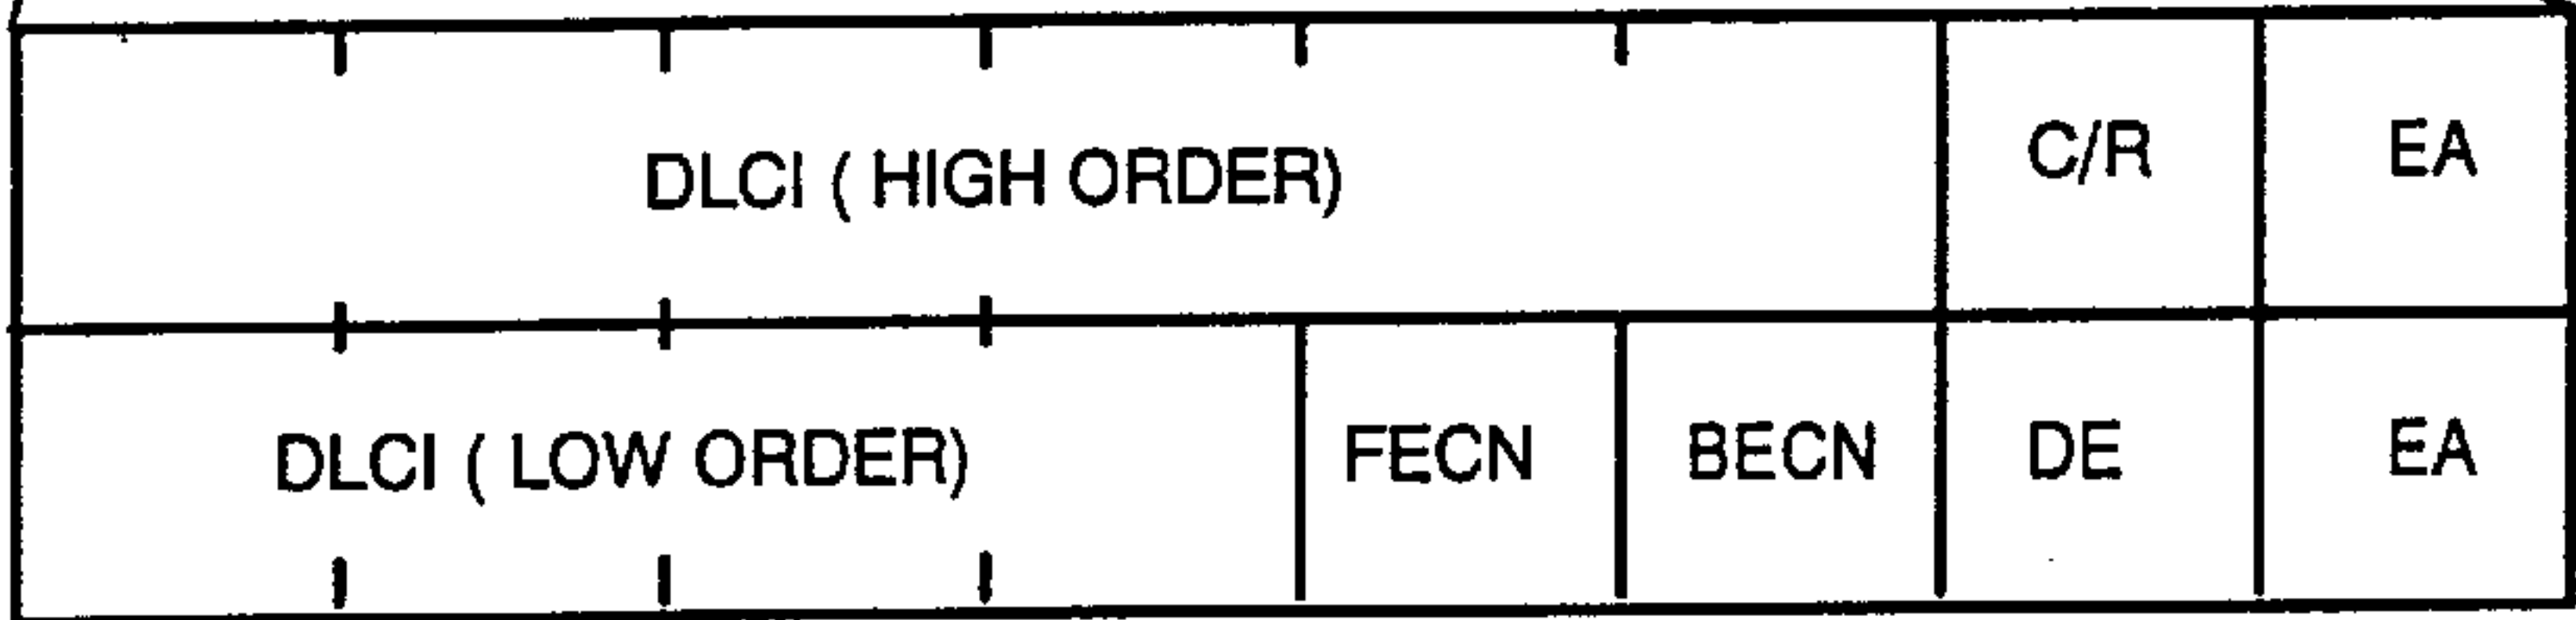 DLCI ( HIGH ORDER) C/R EA
DLCI ( LOW ORDER) FECN BECN DE EA